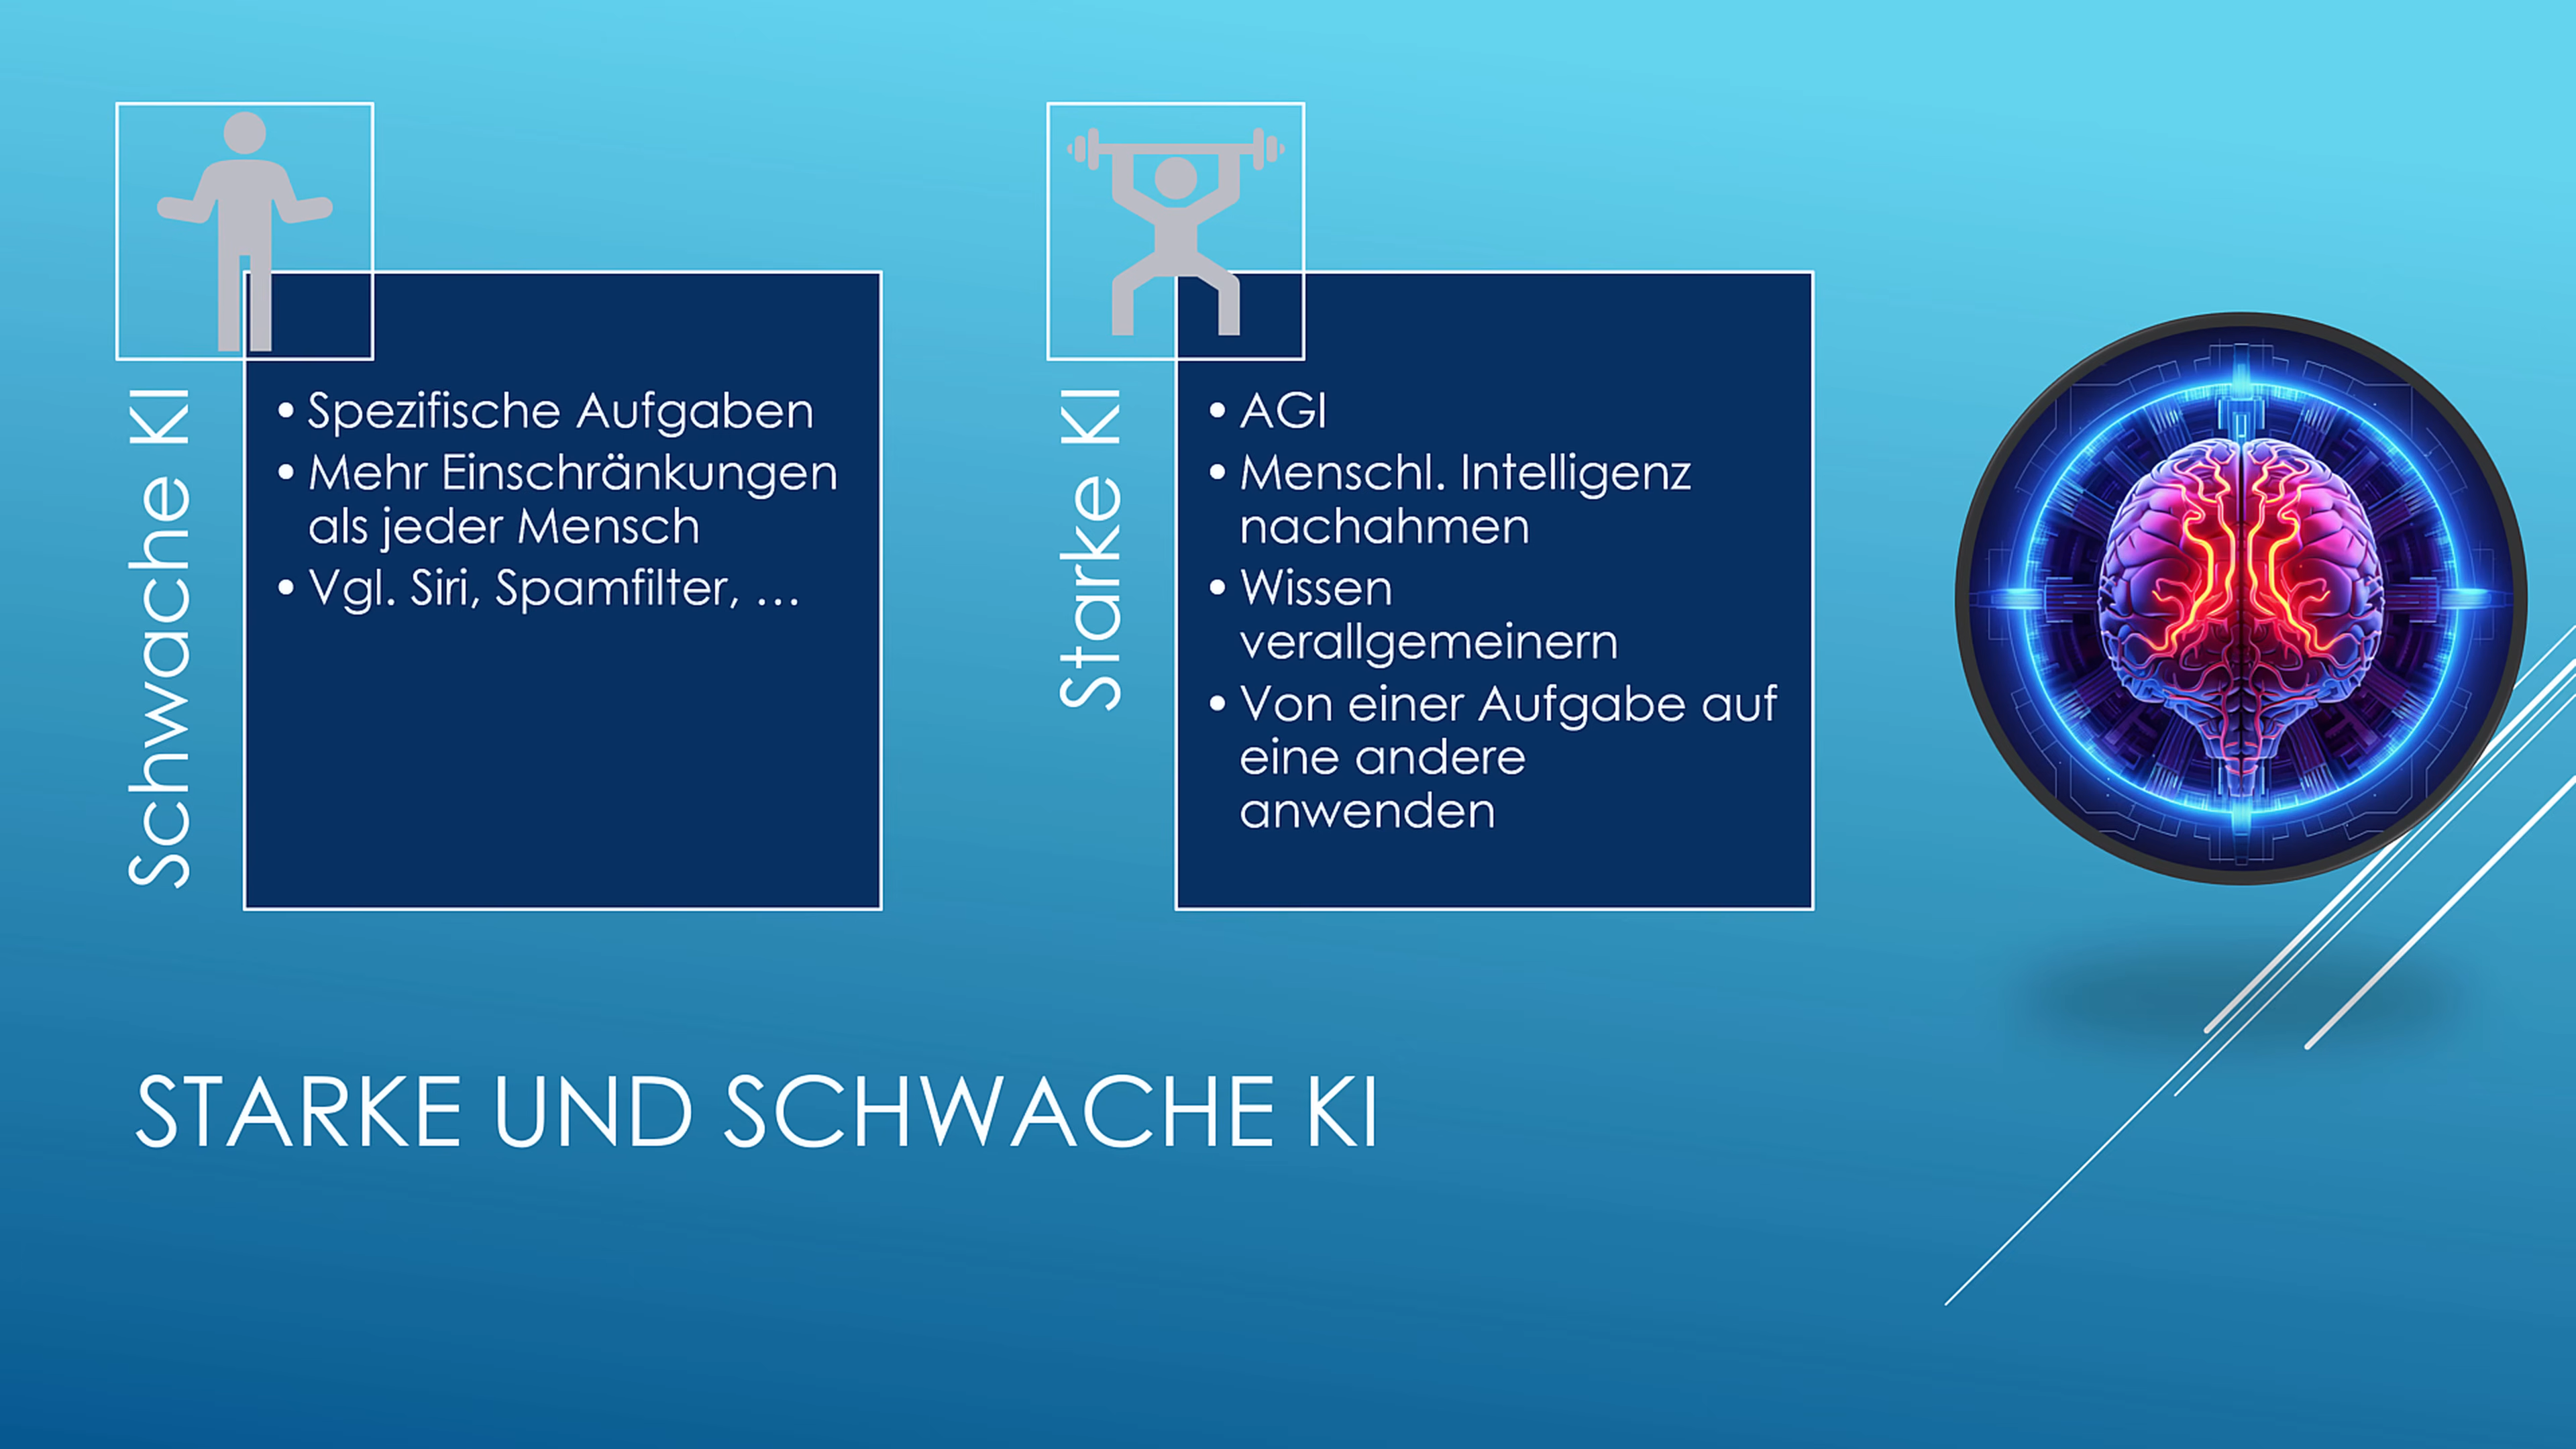 Schwache KI
• Spezifische Aufgaben
• Mehr Einschränkungen
als jeder Mensch
• Vgl. Siri, Spamfilter, …
Starke KI
• AGI
• Menschl. Intelligenz
nachahmen
• Wissen
verallgemeinern
• Von einer Aufgabe auf
eine andere
anwenden
STARKE UND SCHWACHE KI